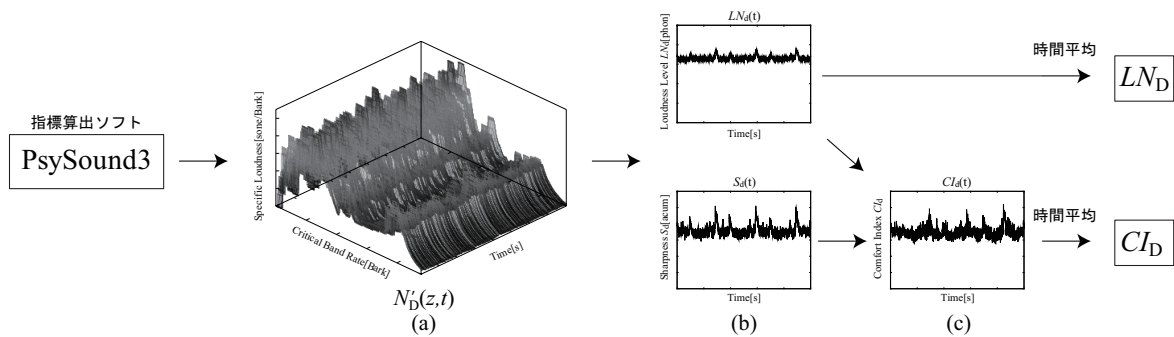 指標算出ソフト
PsySound3
Specific Loudness[sone/Bark]
Critical Band Rate[Bark]
Time[s]
N′D(z,t)
(a)
LNd(t)
Loudness Level LNd[phon]
Time[s]
Sd(t)
Sharpness Sd[acum]
Time[s]
(b)
CId(t)
Comfort Index CId
Time[s]
(c)
時間平均
LND
時間平均
CID